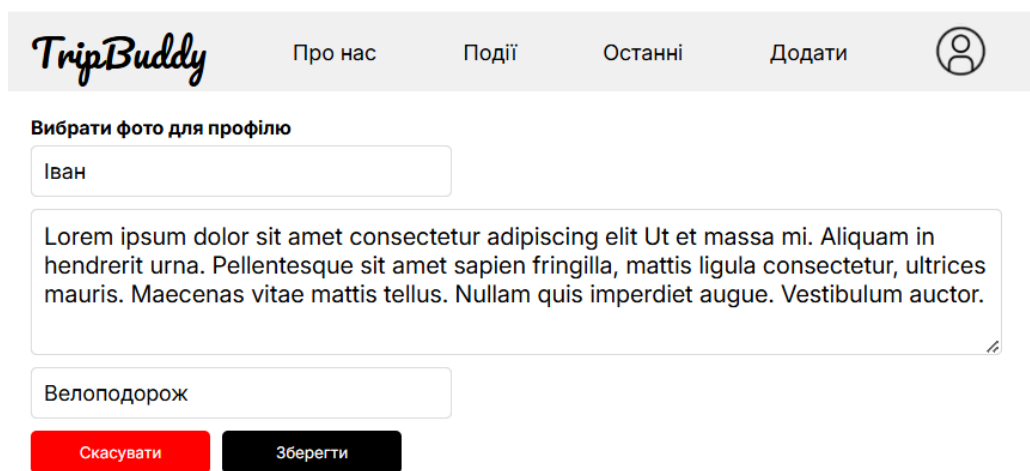 TripBuddy Про нас Події Останні Додати
Вибрати фото для профілю
Іван
Lorem ipsum dolor sit amet consectetur adipiscing elit Ut et massa mi. Aliquam in
hendrerit urna. Pellentesque sit amet sapien fringilla, mattis ligula consectetur, ultrices
mauris. Maecenas vitae mattis tellus. Nullam quis imperdiet augue. Vestibulum auctor.
Велоподорож
Скасувати Зберегти